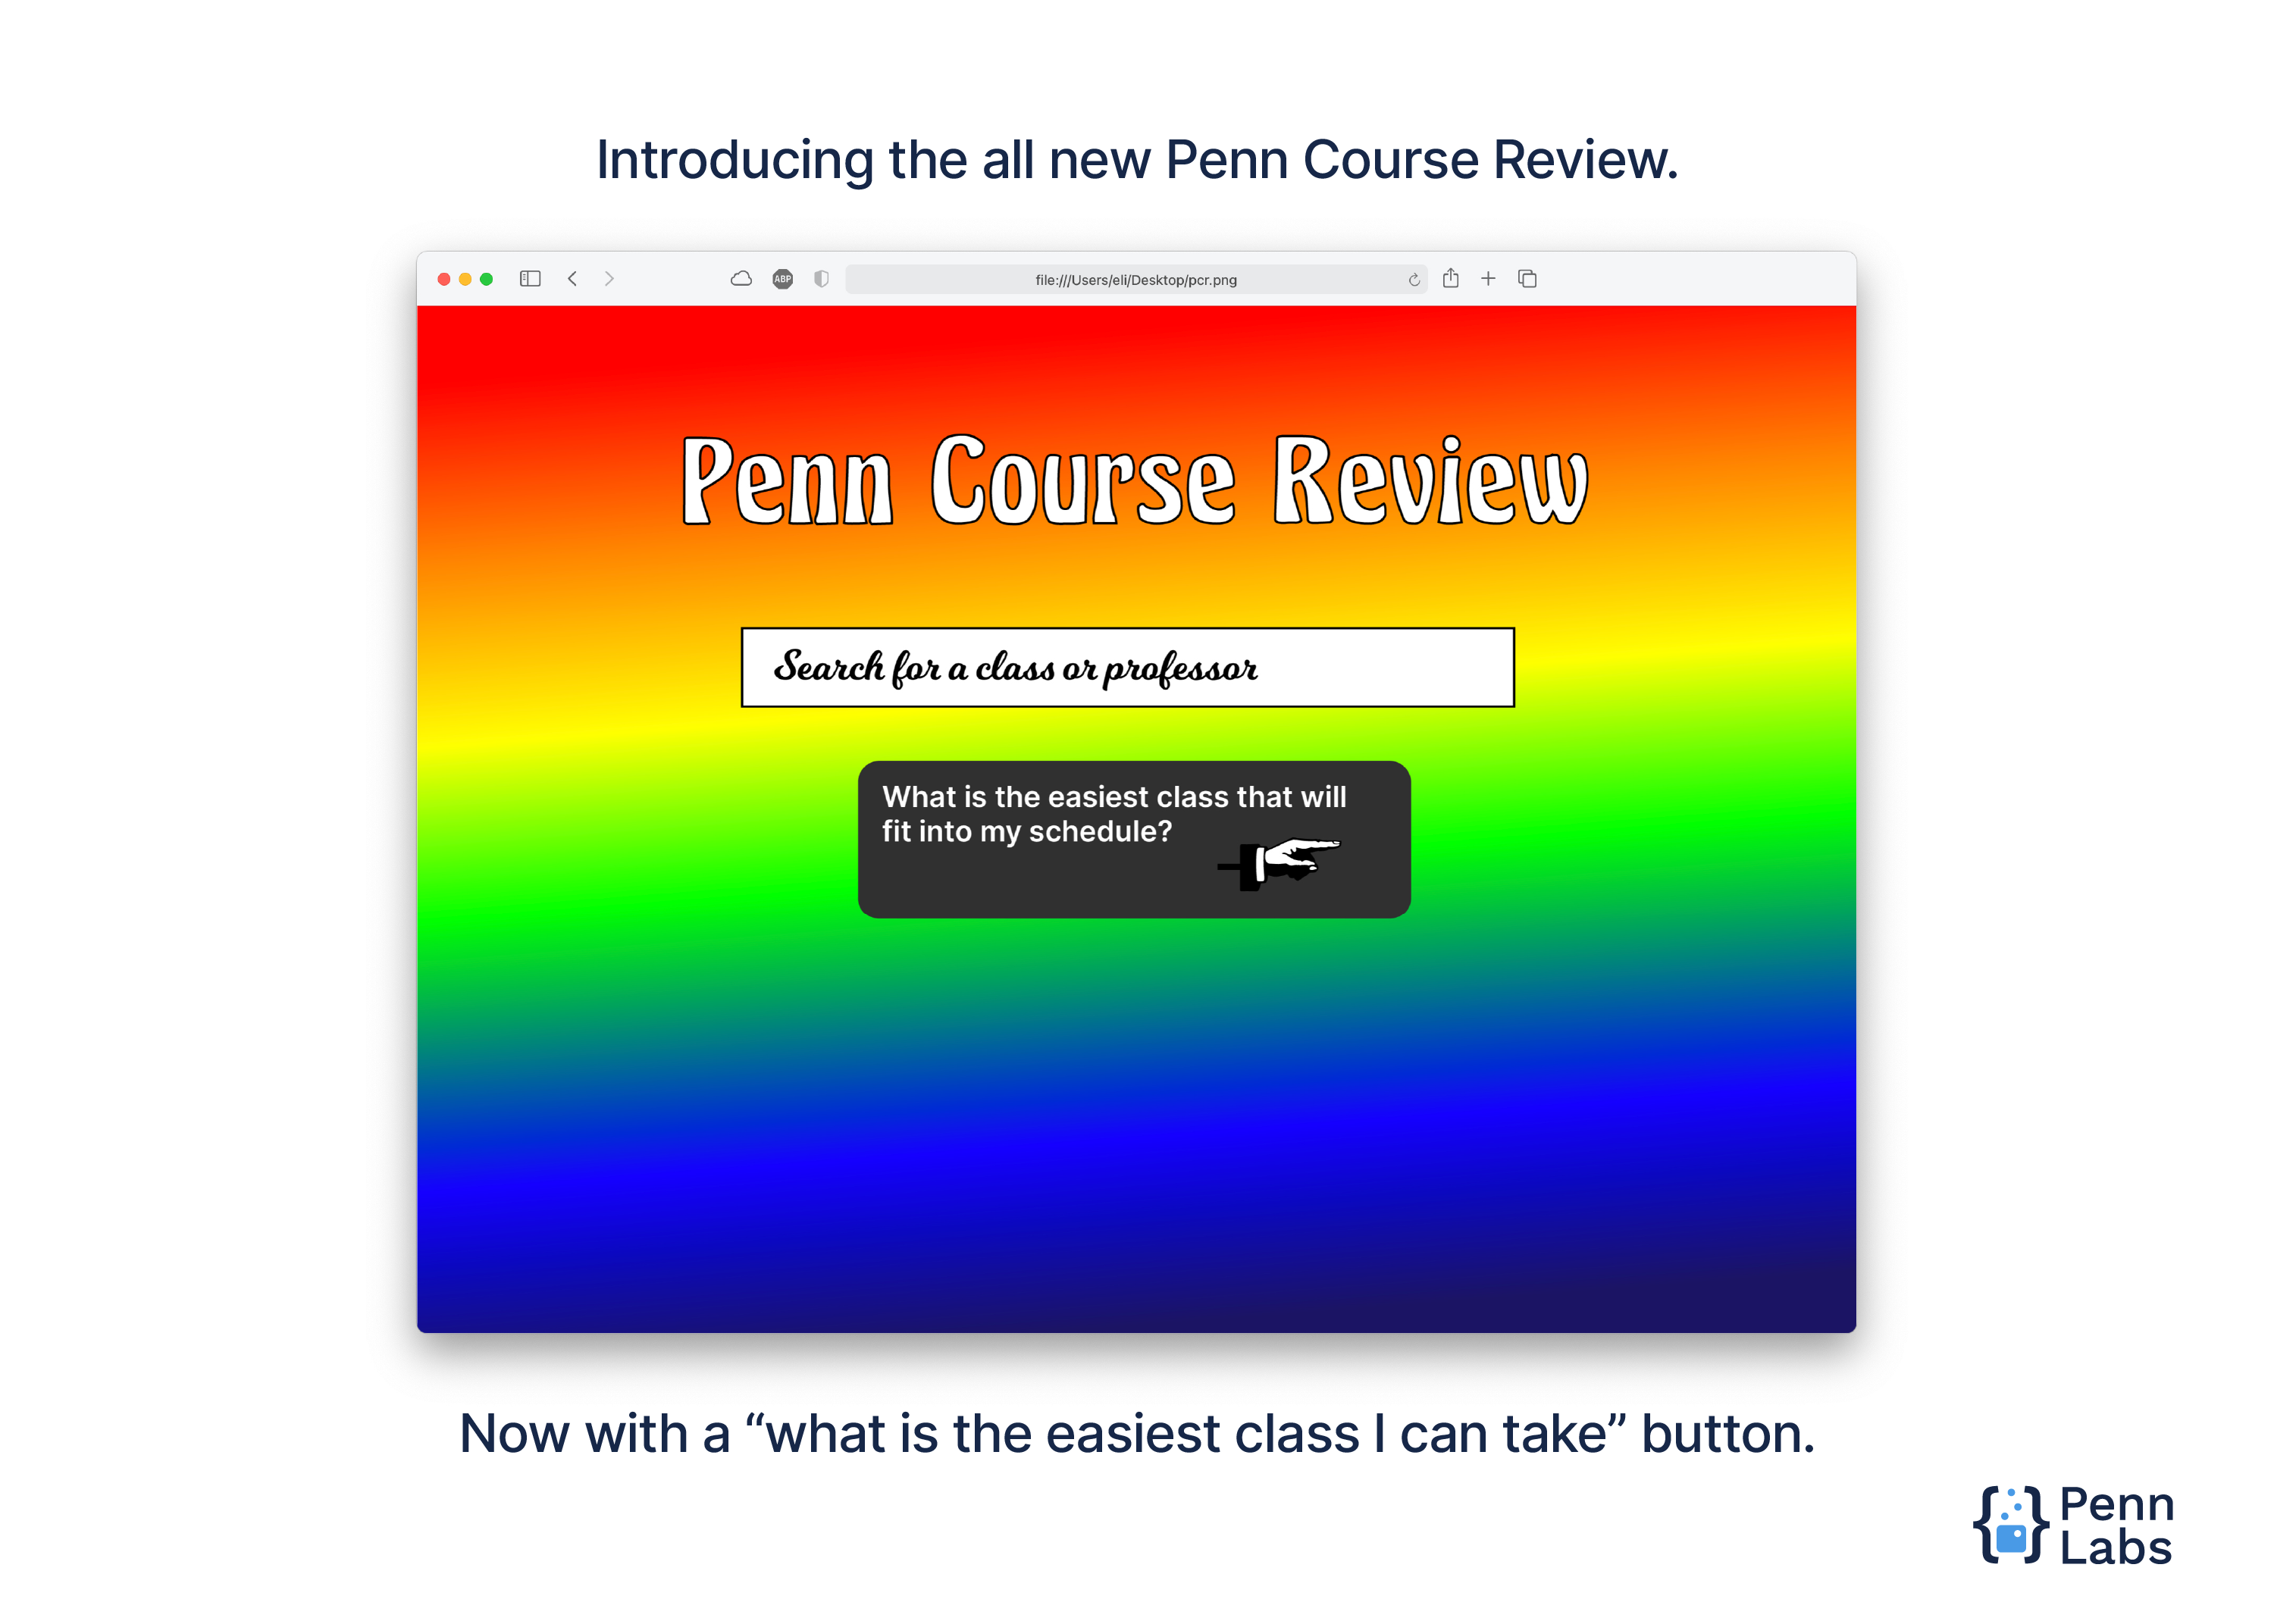 Introducing the all new Penn Course Review.
ABP
file:///Users/eli/Desktop/pcr.png
Penn Course Review
Search for a class or professor
What is the easiest class that will
fit into my schedule?
Now with a “what is the easiest class I can take” button.
Penn
Labs